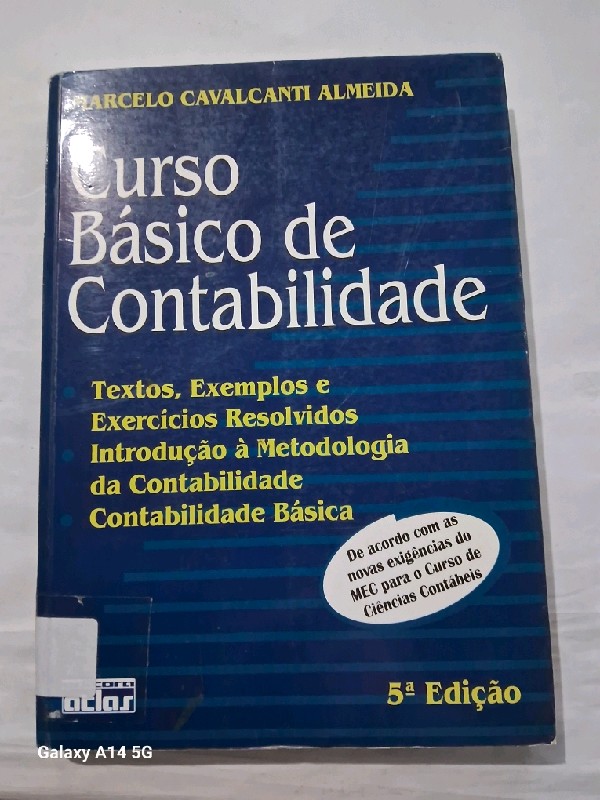 MARCELO CAVALCANTI ALMEIDA
Curso
Básico de
Contabilidade
• Textos, Exemplos e
Exercícios Resolvidos
• Introdução à Metodologia
da Contabilidade
• Contabilidade Básica
De acordo com as
novas exigências do
MEC para o Curso de
Ciências Contábeis
atlas
5ª Edição
Galaxy A14 5G